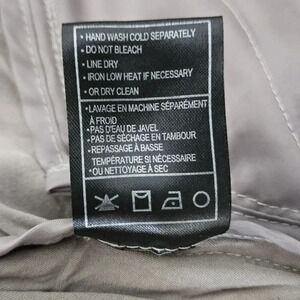 • HAND WASH COLD SEPARATELY
• DO NOT BLEACH
• LINE DRY
• IRON LOW HEAT IF NECESSARY
• OR DRY CLEAN
• LAVAGE EN MACHINE SÉPARÉMENT
À FROID
• PAS D'EAU DE JAVEL
• PAS DE SÉCHAGE EN TAMBOUR
• REPASSAGE À BASSE
TEMPÉRATURE SI NÉCESSAIRE
• OU NETTOYAGE À SEC